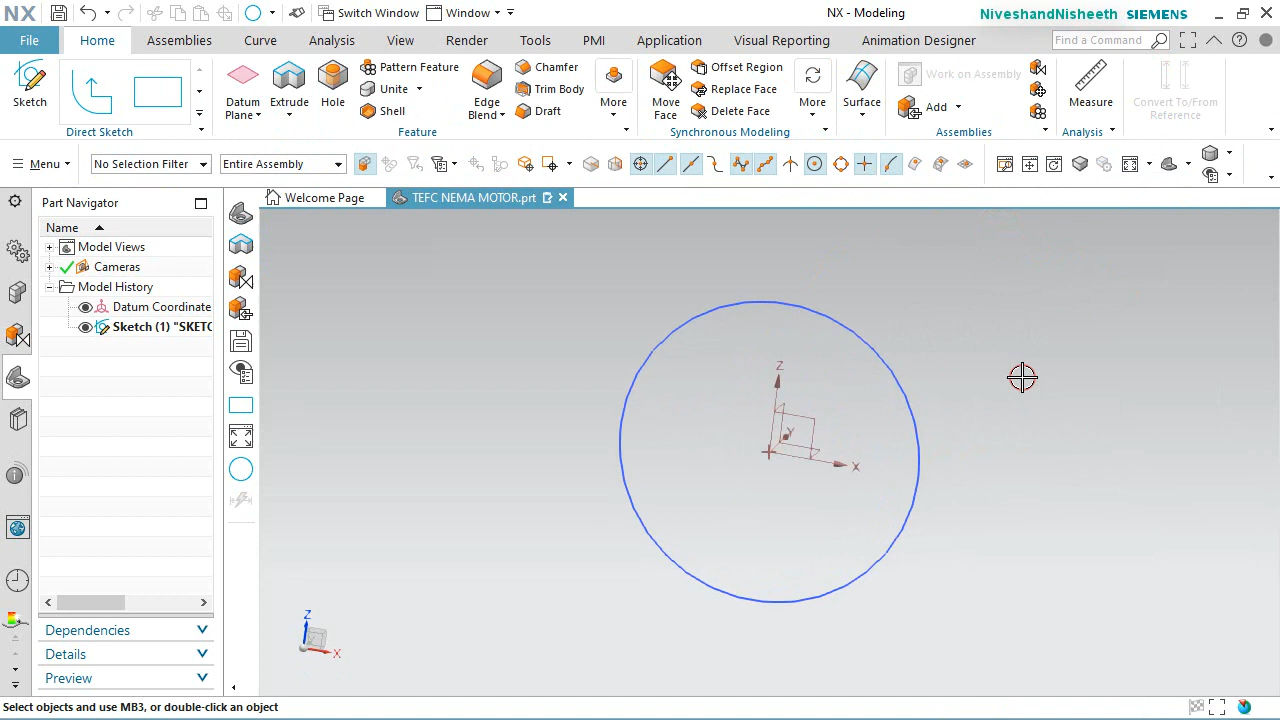 NX Switch Window Window NX - Modeling NiveshandNisheeth SIEMENS
File Home Assemblies Curve Analysis View Render Tools PMI Application Visual Reporting Animation Designer Find a Command
Sketch
Direct Sketch
Datum Plane
Extrude
Hole
Pattern Feature
Unite
Shell
Edge Blend
Chamfer
Trim Body
Draft
More
Feature
Move Face
Offset Region
Replace Face
Delete Face
More
Synchronous Modeling
Surface
Work on Assembly
Add
Assemblies
Measure
Analysis
Convert To/From Reference
Menu No Selection Filter Entire Assembly
Part Navigator
Welcome Page TEFC NEMA MOTOR.prt
Name
Model Views
Cameras
Model History
Datum Coordinate
Sketch (1) "SKETC
Z
Y
X
Z
X
Dependencies
Details
Preview
Select objects and use MB3, or double-click an object